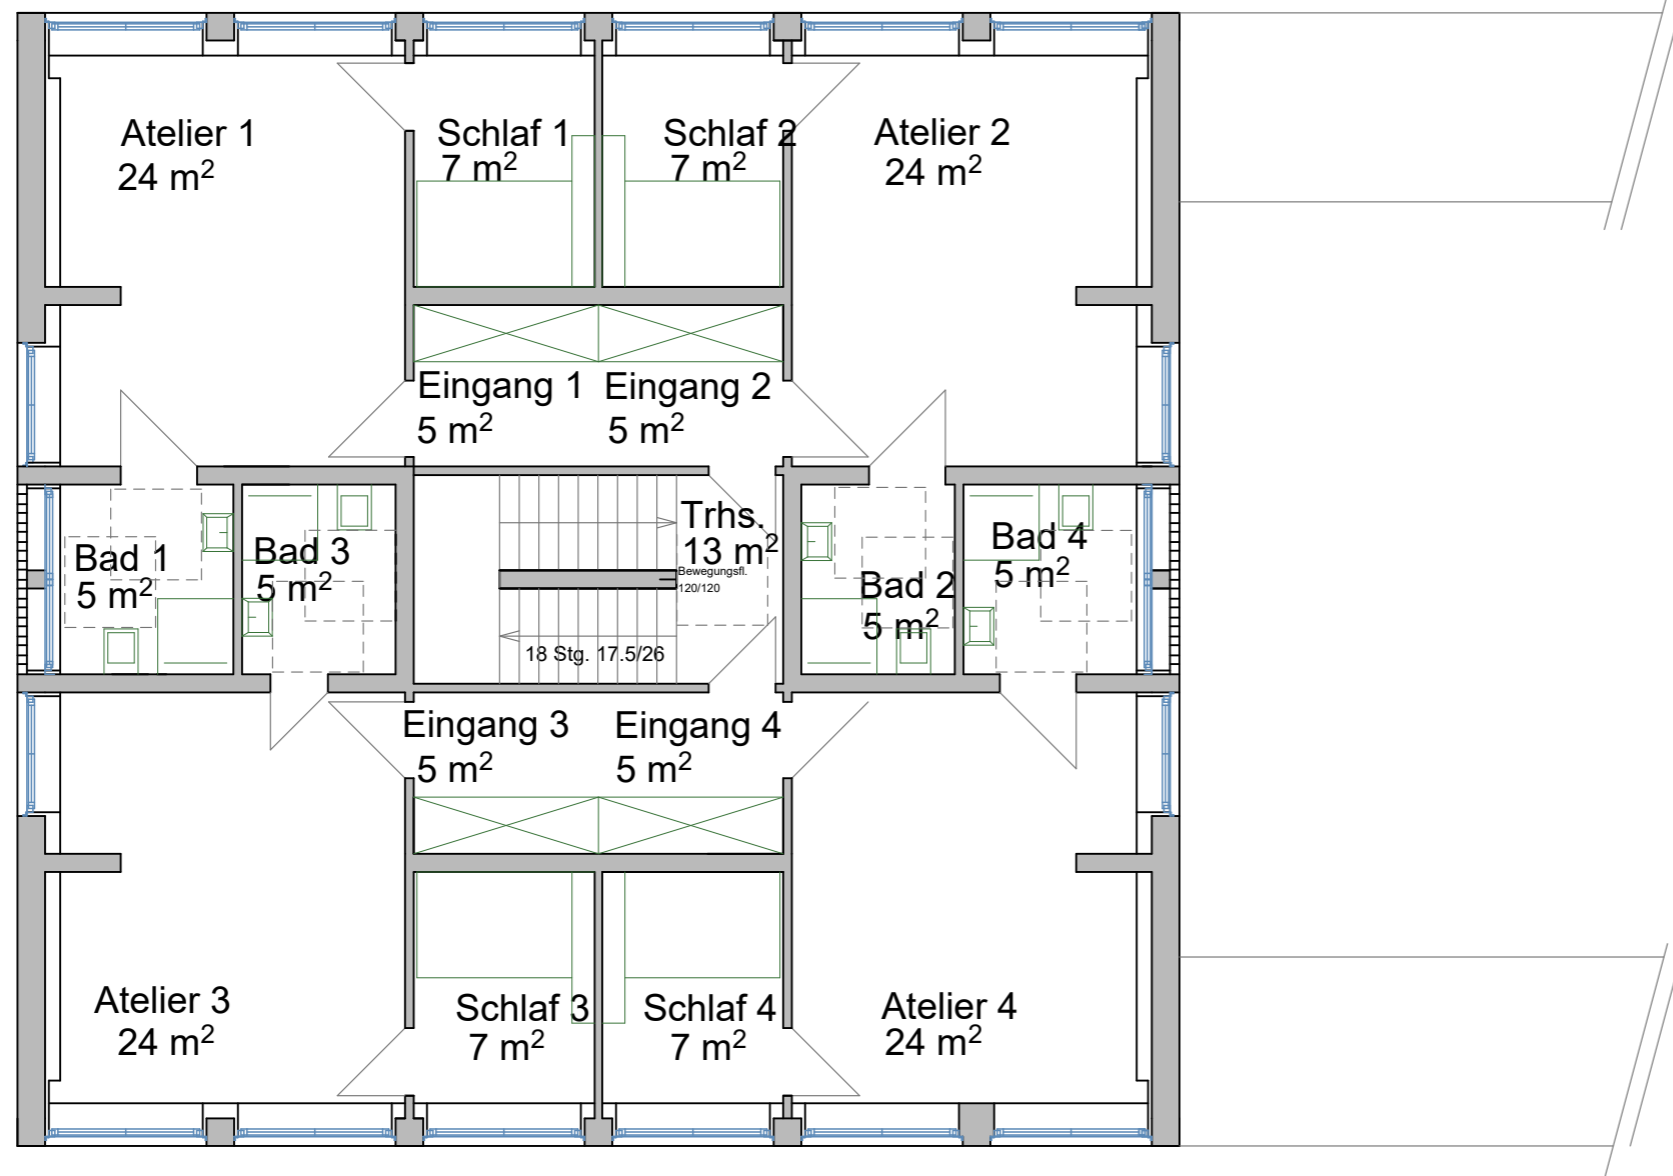 Atelier 1
24 m²
Schlaf 1
7 m²
Schlaf 2
7 m²
Atelier 2
24 m²
Eingang 1
5 m²
Eingang 2
5 m²
Bad 1
5 m²
Bad 3
5 m²
Trhs.
13 m²
Bewegungsfl.
120/120
18 Stg. 17.5/26
Bad 2
5 m²
Bad 4
5 m²
Eingang 3
5 m²
Eingang 4
5 m²
Atelier 3
24 m²
Schlaf 3
7 m²
Schlaf 4
7 m²
Atelier 4
24 m²